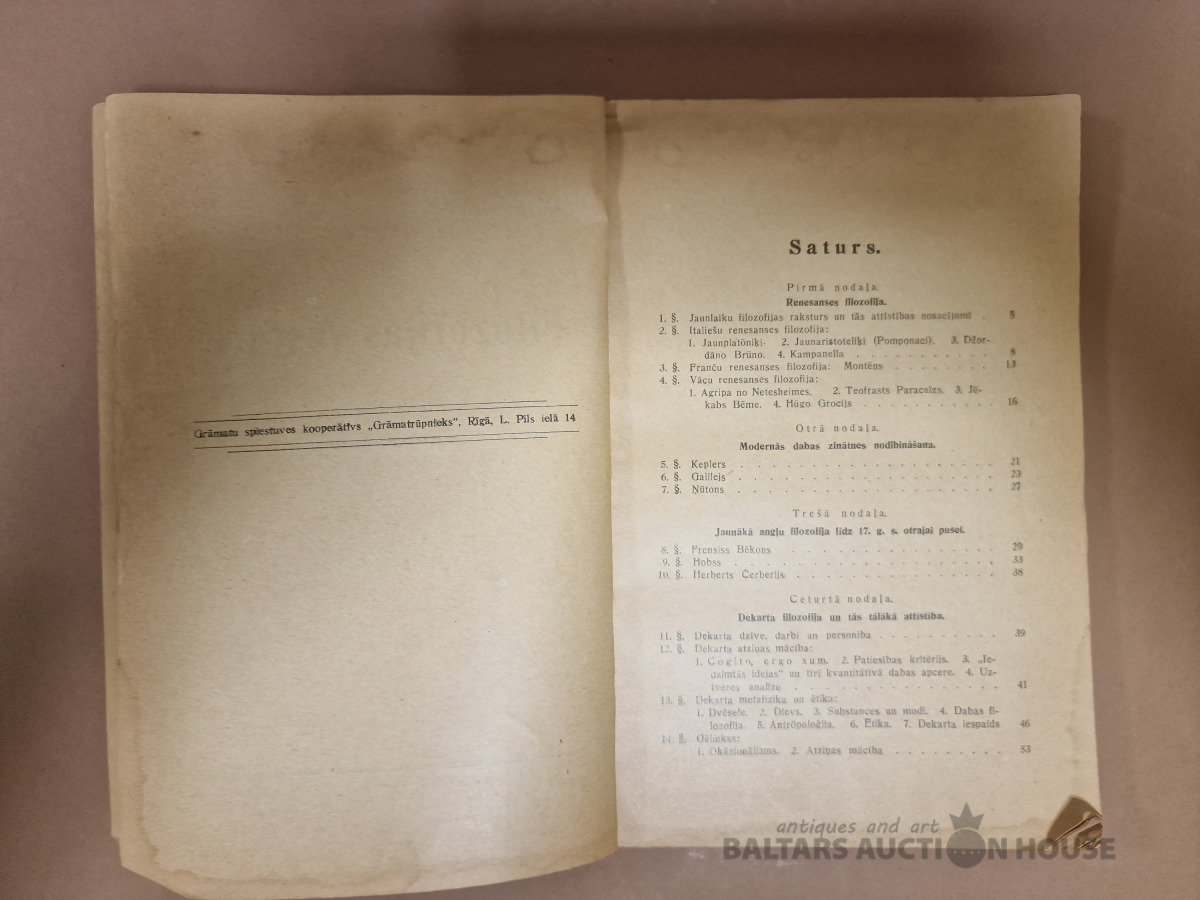 Grāmatu spiestuves kooperātīvs „Grāmatrūpnieks“, Rīgā, L. Pils ielā 14
Saturs.
Pirmā nodaļa.
Renesanses filozofija.
1. §. Jaunlaiku filozofijas raksturs un tās attīstības nosacijumi . 5
2. §. Italiešu renesanses filozofija:
1. Jaunplatōniķi. 2. Jaunaristoteliķi (Pomponaci). 3. Džor-
dāno Brūno. 4. Kampanella . . . . . . . . . . 8
3. §. Franču renesanses filozofija: Montēņs . . . . . . . 13
4. §. Vācu renesanses filozofija:
1. Agripa no Netesheimes. 2. Teofrasts Paracelzs. 3. Jē-
kabs Bēme. 4. Hūgo Grocijs . . . . . . . . . . 16
Otrā nodaļa.
Modernās dabas zinātnes nodibināšana.
5. §. Keplers . . . . . . . . . . . . . . . . . . . 21
6. §. Galilejs . . . . . . . . . . . . . . . . . . . 23
7. §. Ņūtons . . . . . . . . . . . . . . . . . . . 27
Trešā nodaļa.
Jaunākā angļu filozofija līdz 17. g. s. otrajai pusei.
8. §. Frensiss Bēkons . . . . . . . . . . . . . . . 29
9. §. Hobss . . . . . . . . . . . . . . . . . . . 33
10. §. Herberts Čerberijs . . . . . . . . . . . . . . 38
Ceturtā nodaļa.
Dekarta filozofija un tās tālākā attīstība.
11. §. Dekarta dzīve, darbi un personība . . . . . . . . . 39
12. §. Dekarta atziņas mācība:
1. Cogito, ergo sum. 2. Patiesības kritērijs. 3. „Ie-
dzimtās idejas“ un tīri kvantitātīvā dabas apcere. 4. Uz-
tveres analīze . . . . . . . . . . . . . . . 41
13. §. Dekarta metafizika un ētika:
1. Dvēsele. 2. Dievs. 3. Substances un modi. 4. Dabas fi-
lozofija. 5. Antrōpoloģija. 6. Ētika. 7. Dekarta iespaids 46
14. §. Gēlinkss:
1. Okāsionālisms. 2. Atziņas mācība . . . . . . . . . 53
antiques and art
BALTARS AUCTION HOUSE